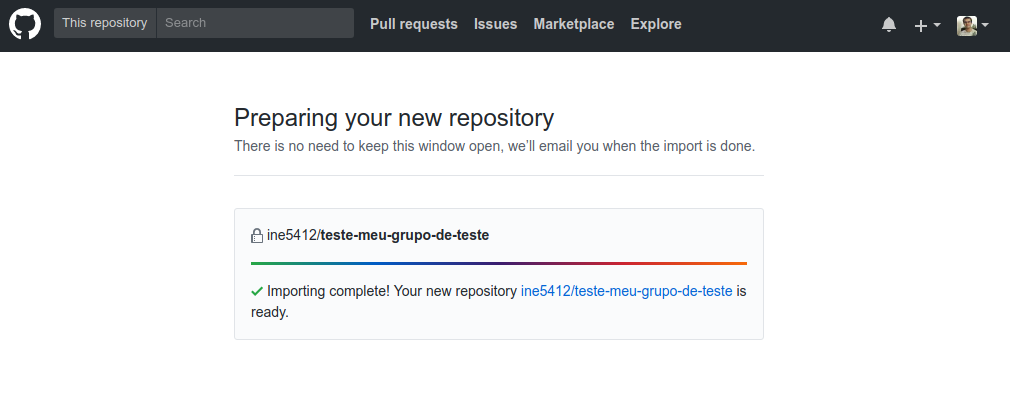 This repository Search Pull requests Issues Marketplace Explore
Preparing your new repository
There is no need to keep this window open, we'll email you when the import is done.
ine5412/teste-meu-grupo-de-teste
Importing complete! Your new repository ine5412/teste-meu-grupo-de-teste is
ready.